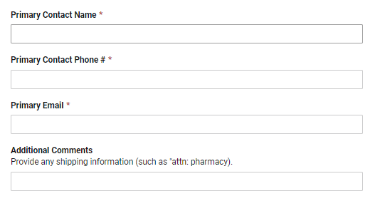 Primary Contact Name *
Primary Contact Phone # *
Primary Email *
Additional Comments
Provide any shipping information (such as "attn: pharmacy).